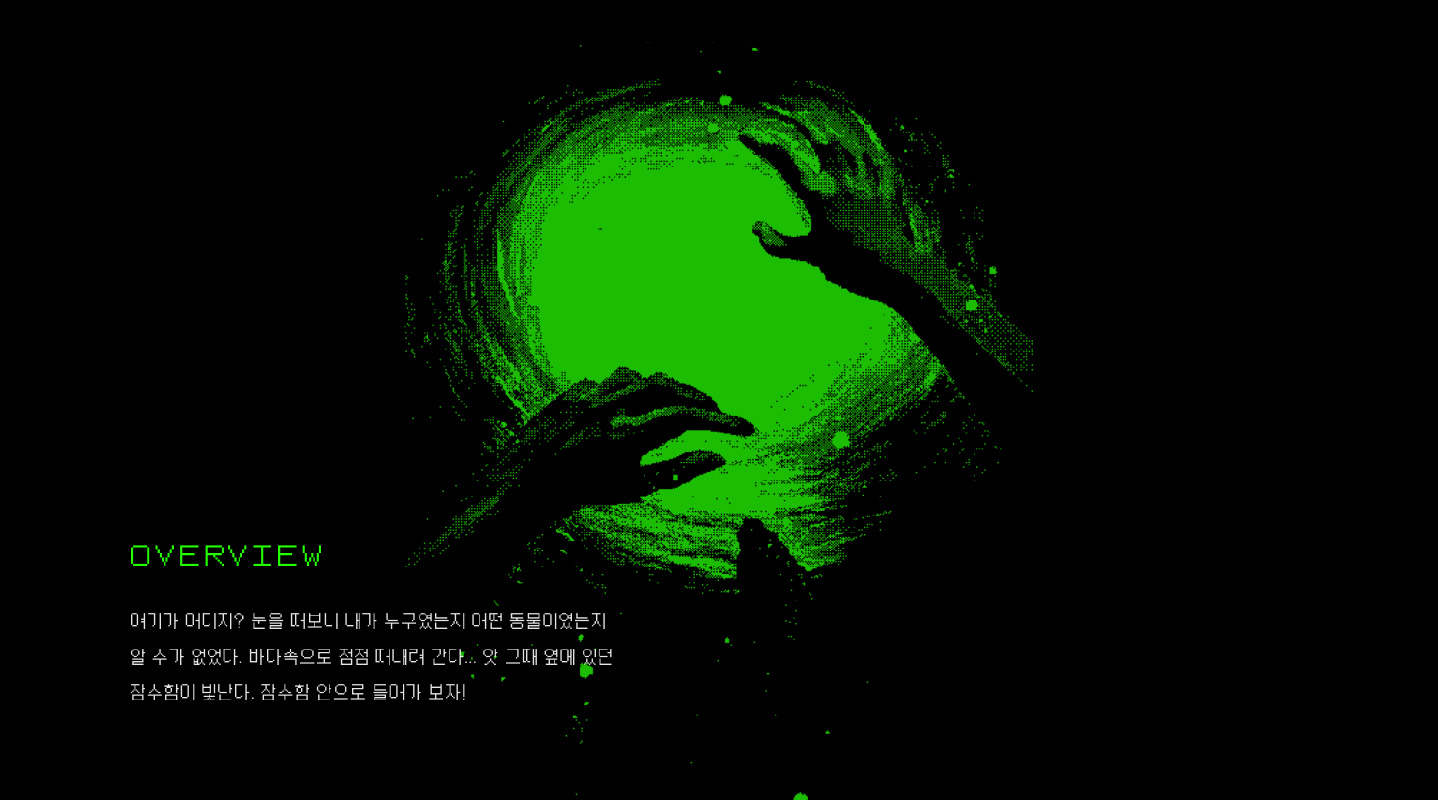 OVERVIEW
여기가 어디지? 눈을 떠보니 내가 누구였는지 어떤 동물이였는지
알 수가 없었다. 바다속으로 점점 떠내려 간다... 앗 그때 옆에 있던
잠수함이 빛난다. 잠수함 안으로 들어가 보자!